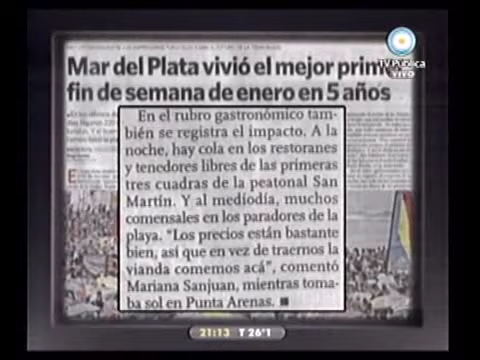 TV Pública
VIVO
Mar del Plata vivió el mejor prim
fin de semana de enero en 5 años
En el rubro gastronómico tam-
bién se registra el impacto. A la
noche, hay cola en los restoranes
y tenedores libres de las primeras
tres cuadras de la peatonal San
Martín. Y al mediodía, muchos
comensales en los paradores de la
playa. "Los precios están bastante
bien, así que en vez de traernos la
vianda comemos acá", comentó
Mariana Sanjuan, mientras toma-
ba sol en Punta Arenas. ■
21:13 T 26°1